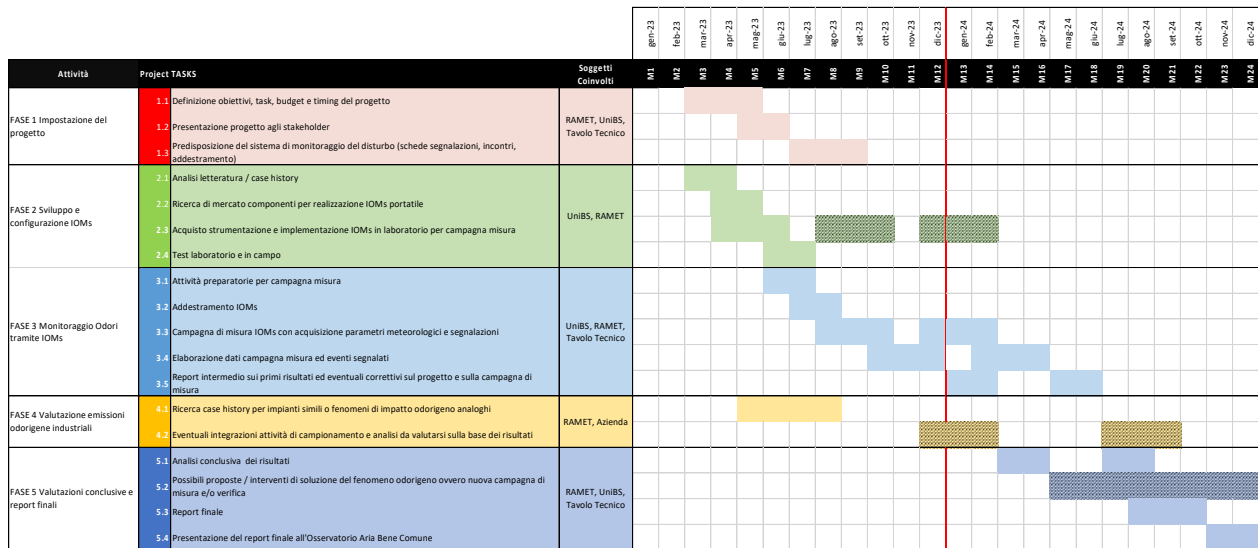 gen-23 feb-23 mar-23 apr-23 mag-23 giu-23 lug-23 ago-23 set-23 ott-23 nov-23 dic-23 gen-24 feb-24 mar-24 apr-24 mag-24 giu-24 lug-24 ago-24 set-24 ott-24 nov-24 dic-24
Attività Project TASKS Soggetti Coinvolti M1 M2 M3 M4 M5 M6 M7 M8 M9 M10 M11 M12 M13 M14 M15 M16 M17 M18 M19 M20 M21 M22 M23 M24
FASE 1 Impostazione del
progetto
1.1 Definizione obiettivi, task, budget e timing del progetto
1.2 Presentazione progetto agli stakeholder
1.3 Predisposizione del sistema di monitoraggio del disturbo (schede segnalazioni, incontri,
addestramento)
RAMET, UniBS,
Tavolo Tecnico
FASE 2 Sviluppo e
configurazione IOMs
2.1 Analisi letteratura / case history
2.2 Ricerca di mercato componenti per realizzazione IOMs portatile
2.3 Acquisto strumentazione e implementazione IOMs in laboratorio per campagna misura
2.4 Test laboratorio e in campo
UniBS, RAMET
FASE 3 Monitoraggio Odori
tramite IOMs
3.1 Attività preparatorie per campagna misura
3.2 Addestramento IOMs
3.3 Campagna di misura IOMs con acquisizione parametri meteorologici e segnalazioni
3.4 Elaborazione dati campagna misura ed eventi segnalati
3.5 Report intermedio sui primi risultati ed eventuali correttivi sul progetto e sulla campagna di
misura
UniBS, RAMET,
Tavolo Tecnico
FASE 4 Valutazione emissioni
odorigene industriali
4.1 Ricerca case history per impianti simili o fenomeni di impatto odorigeno analoghi
4.2 Eventuali integrazioni attività di campionamento e analisi da valutarsi sulla base dei risultati
RAMET, Azienda
FASE 5 Valutazioni conclusive e
report finali
5.1 Analisi conclusiva dei risultati
5.2 Possibili proposte / interventi di soluzione del fenomeno odorigeno ovvero nuova campagna di
misura e/o verifica
5.3 Report finale
5.4 Presentazione del report finale all'Osservatorio Aria Bene Comune
RAMET, UniBS,
Tavolo Tecnico